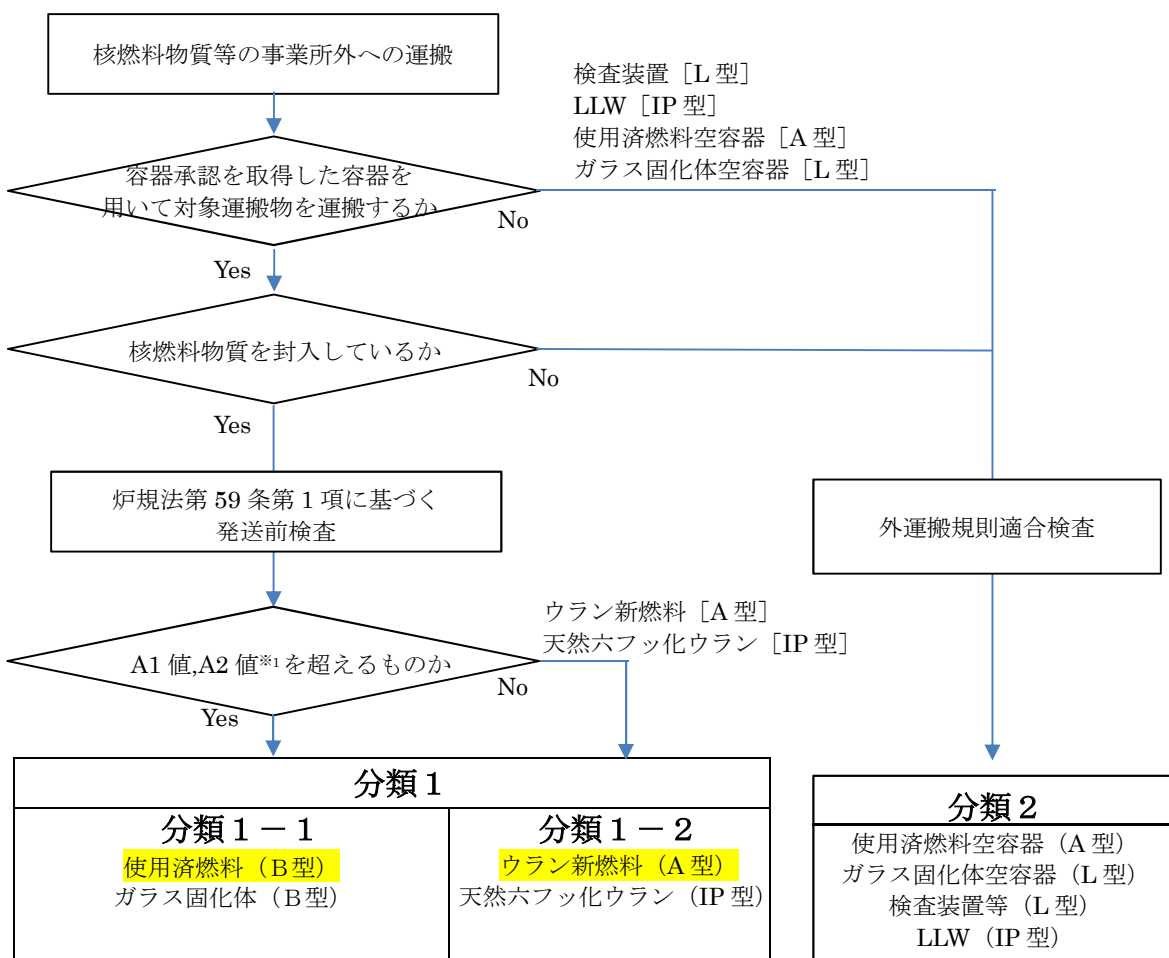 核燃料物質等の事業所外への運搬
検査装置［L 型］
LLW［IP 型］
使用済燃料空容器［A 型］
ガラス固化体空容器［L 型］
容器承認を取得した容器を
用いて対象運搬物を運搬するか
No
Yes
核燃料物質を封入しているか
No
Yes
炉規法第 59 条第 1 項に基づく
発送前検査
外運搬規則適合検査
ウラン新燃料［A 型］
天然六フッ化ウラン［IP 型］
A1 値,A2 値※1を超えるものか
No
Yes
分類１
分類１－１
使用済燃料（B型）
ガラス固化体（B型）
分類１－２
ウラン新燃料（A 型）
天然六フッ化ウラン（IP 型）
分類２
使用済燃料空容器（A 型）
ガラス固化体空容器（L 型）
検査装置等（L 型）
LLW（IP 型）